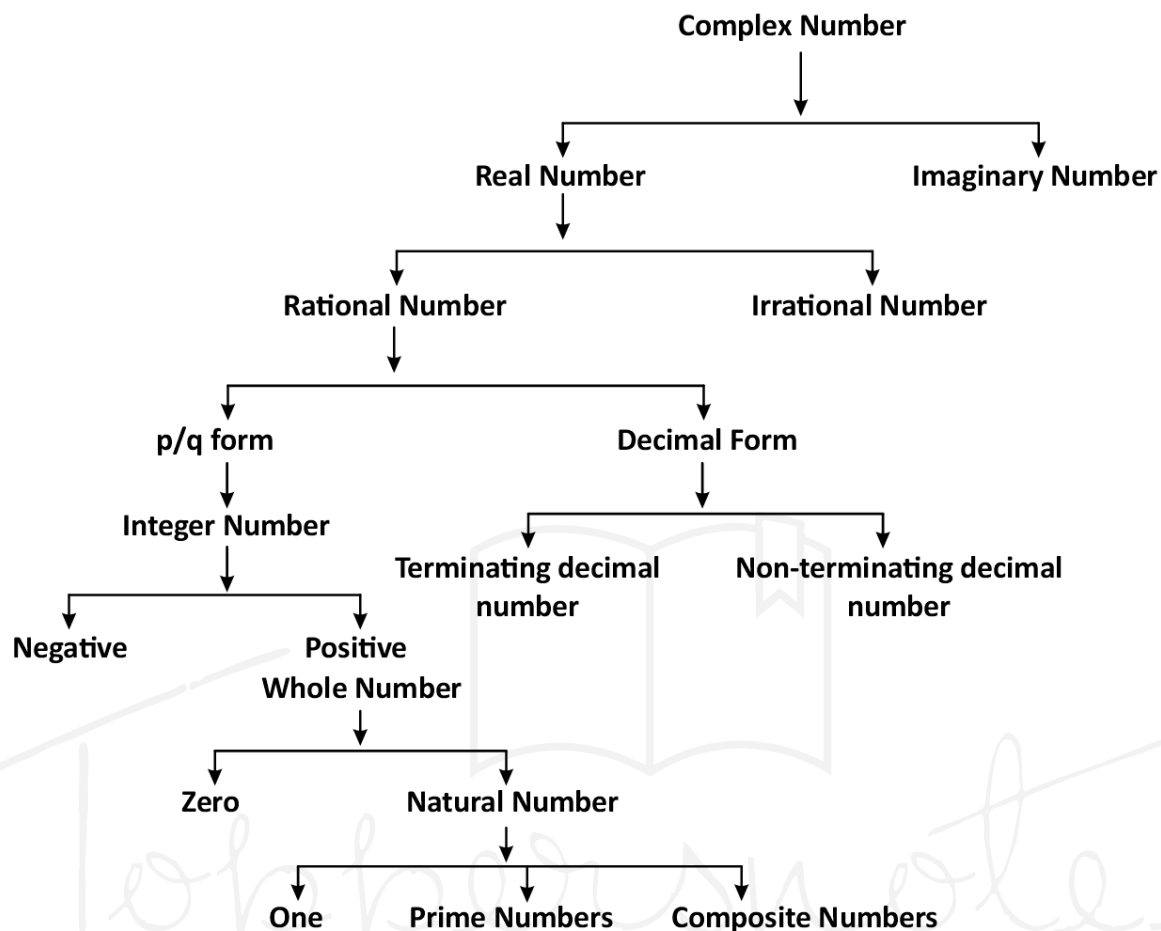 Complex Number
Real Number
Imaginary Number
Rational Number
Irrational Number
p/q form
Decimal Form
Integer Number
Terminating decimal
number
Non-terminating decimal
number
Negative
Positive
Whole Number
Zero
Natural Number
One
Prime Numbers
Composite Numbers
Toppersnotes